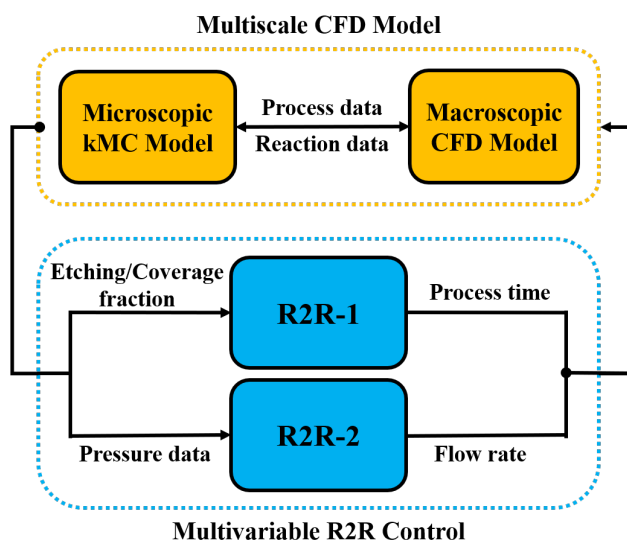 Multiscale CFD Model
Microscopic
kMC Model
Process data
Reaction data
Macroscopic
CFD Model
Etching/Coverage
fraction
R2R-1
Process time
Pressure data
R2R-2
Flow rate
Multivariable R2R Control